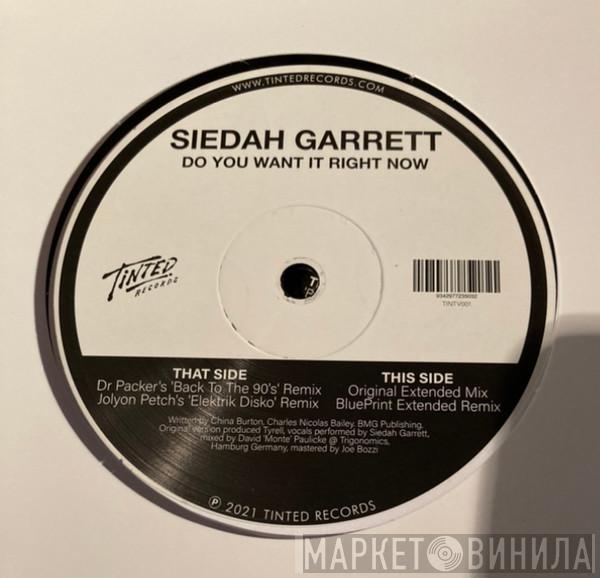 WWW.TINTEDRECORDS.COM
SIEDAH GARRETT
DO YOU WANT IT RIGHT NOW
TINTED
RECORDS
9342977235092
TINTV001
THAT SIDE
Dr Packer's 'Back To The 90's' Remix
Jolyon Petch's 'Elektrik Disko' Remix
THIS SIDE
Original Extended Mix
BluePrint Extended Remix
Written by China Burton, Charles Nicolas Bailey. BMG Publishing.
Original version produced Tyrell, vocals performed by Siedah Garrett,
mixed by David 'Monte' Paulicke @ Trigonomics,
Hamburg Germany, mastered by Joe Bozzi
℗ 2021 TINTED RECORDS
МАРКЕТ ВИНИЛА